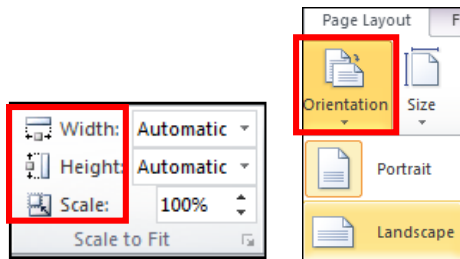 Width: Automatic
Height: Automatic
Scale: 100%
Scale to Fit
Page Layout F
Orientation Size
Portrait
Landscape